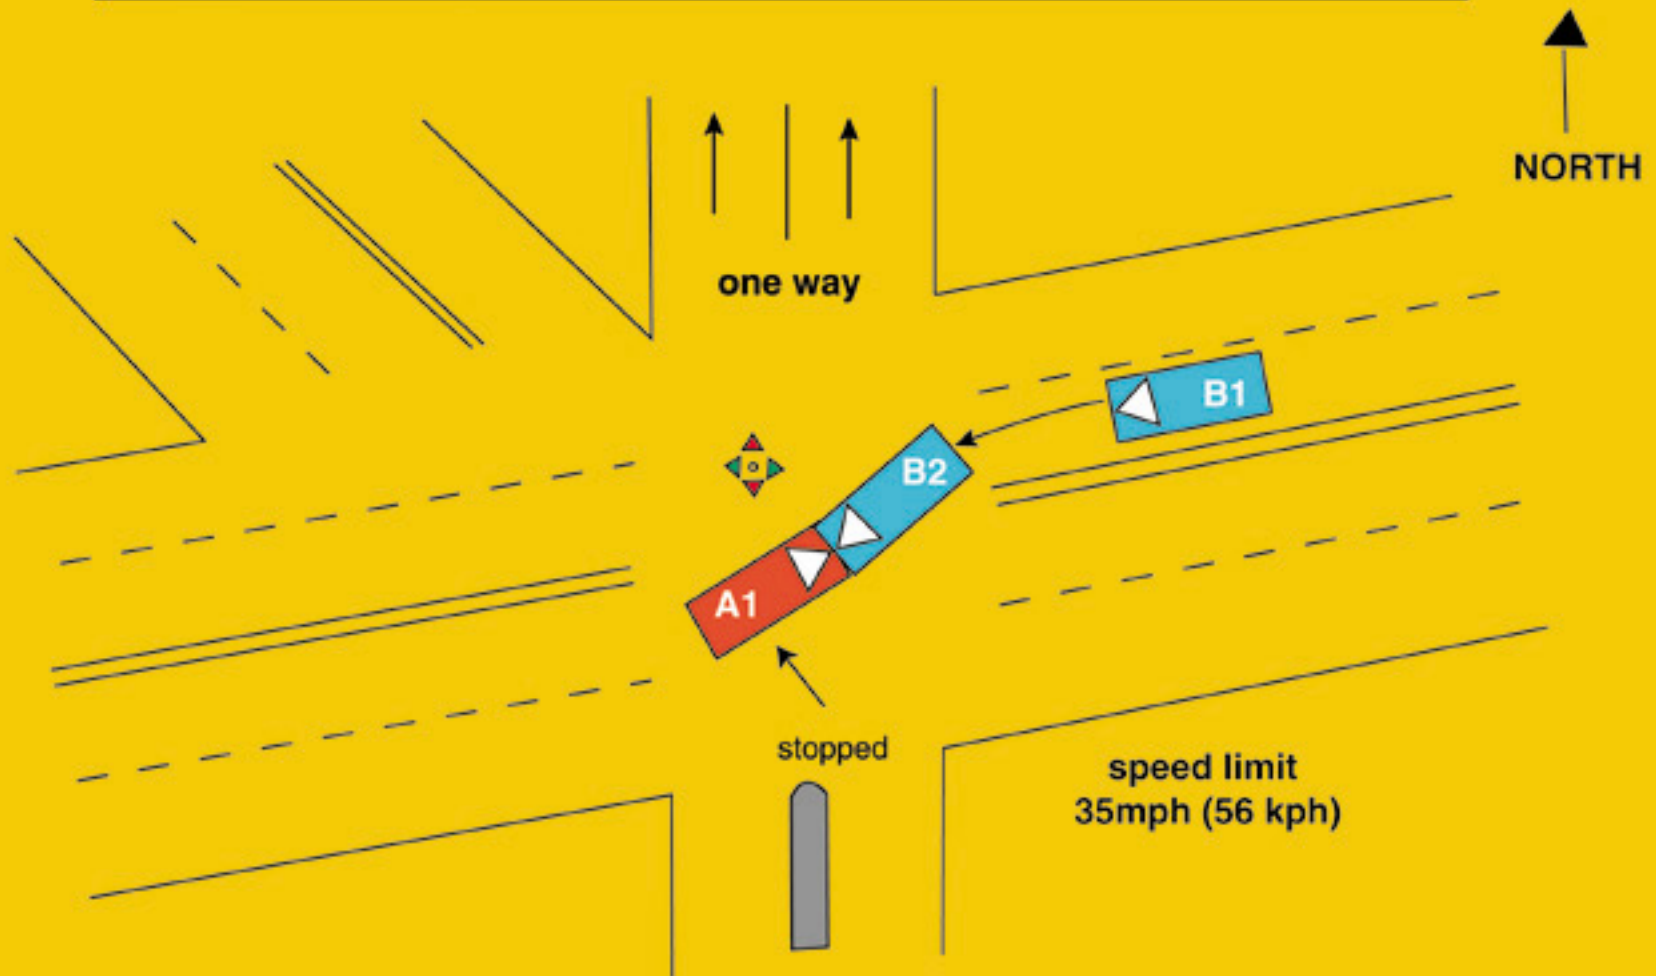 NORTH
one way
B1
B2
A1
stopped
speed limit
35mph (56 kph)